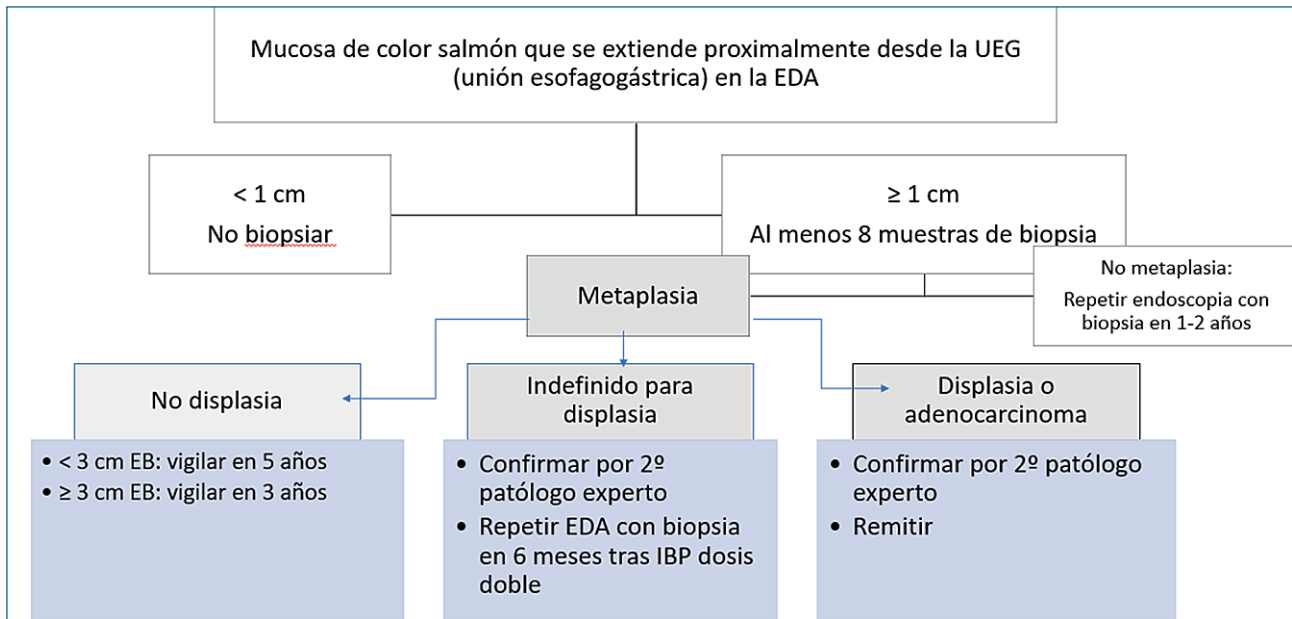 Mucosa de color salmón que se extiende proximalmente desde la UEG
(unión esofagogástrica) en la EDA
< 1 cm
No biopsiar
≥ 1 cm
Al menos 8 muestras de biopsia
No metaplasia:
Repetir endoscopia con
biopsia en 1-2 años
Metaplasia
No displasia
• < 3 cm EB: vigilar en 5 años
• ≥ 3 cm EB: vigilar en 3 años
Indefinido para
displasia
• Confirmar por 2º
patólogo experto
• Repetir EDA con biopsia
en 6 meses tras IBP dosis
doble
Displasia o
adenocarcinoma
• Confirmar por 2º patólogo
experto
• Remitir